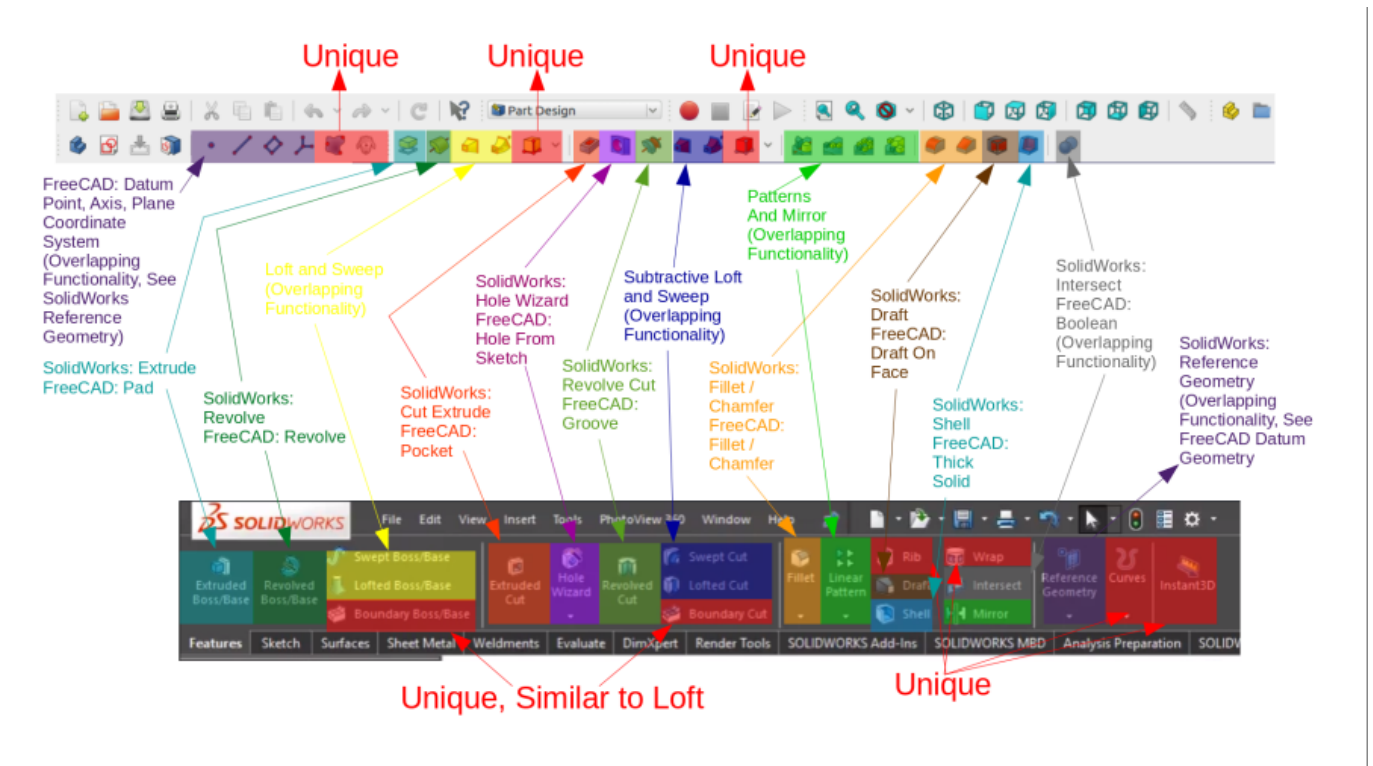 Unique
Unique
Unique
Part Design
FreeCAD: Datum
Point, Axis, Plane
Coordinate
System
(Overlapping
Functionality, See
SolidWorks
Reference
Geometry)
SolidWorks: Extrude
FreeCAD: Pad
SolidWorks:
Revolve
FreeCAD: Revolve
Loft and Sweep
(Overlapping
Functionality)
SolidWorks:
Cut Extrude
FreeCAD:
Pocket
SolidWorks:
Hole Wizard
FreeCAD:
Hole From
Sketch
SolidWorks:
Revolve Cut
FreeCAD:
Groove
Subtractive Loft
and Sweep
(Overlapping
Functionality)
SolidWorks:
Fillet /
Chamfer
FreeCAD:
Fillet /
Chamfer
Patterns
And Mirror
(Overlapping
Functionality)
SolidWorks:
Draft
FreeCAD:
Draft On
Face
SolidWorks:
Shell
FreeCAD:
Thick
Solid
SolidWorks:
Intersect
FreeCAD:
Boolean
(Overlapping
Functionality)
SolidWorks:
Reference
Geometry
(Overlapping
Functionality, See
FreeCAD Datum
Geometry
SOLIDWORKS File Edit View Insert Tools PhotoView 360 Window Help
Extruded
Boss/Base
Revolved
Boss/Base
Swept Boss/Base
Lofted Boss/Base
Boundary Boss/Base
Extruded
Cut
Hole
Wizard
Revolved
Cut
Swept Cut
Lofted Cut
Boundary Cut
Fillet
Linear
Pattern
Rib
Draft
Shell
Wrap
Intersect
Mirror
Reference
Geometry
Curves
Instant3D
Features Sketch Surfaces Sheet Metal Weldments Evaluate DimXpert Render Tools SOLIDWORKS Add-Ins SOLIDWORKS MBD Analysis Preparation SOLIDW
Unique, Similar to Loft
Unique